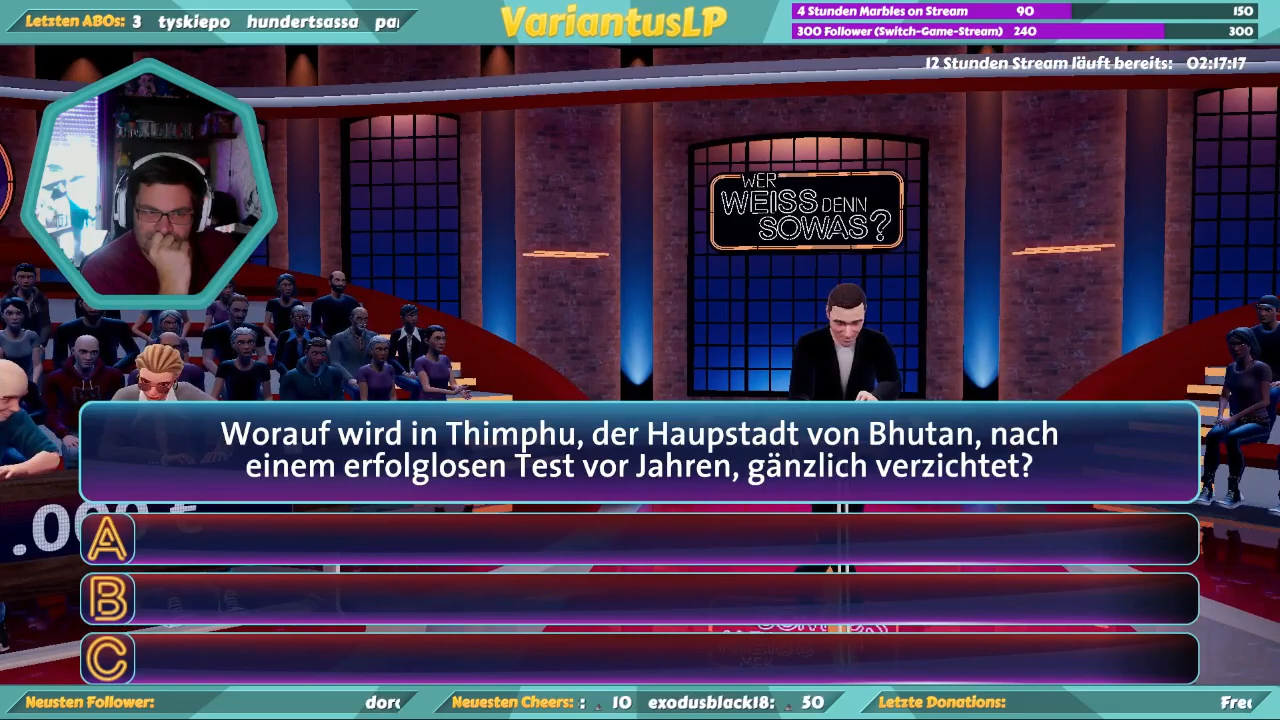 Letzten ABOs: 3 tyskiepo hundertsassa
VariantusLP
4 Stunden Marbles on Stream 90 150
300 Follower (Switch-Game-Stream) 240 300
12 Stunden Stream läuft bereits: 02:17:17
WER
WEISS DENN
SOWAS?
Worauf wird in Thimphu, der Haupstadt von Bhutan, nach
einem erfolglosen Test vor Jahren, gänzlich verzichtet?
A
B
C
Neusten Follower:
Neuesten Cheers: : 10 exodusblack18: 50
Letzte Donations: